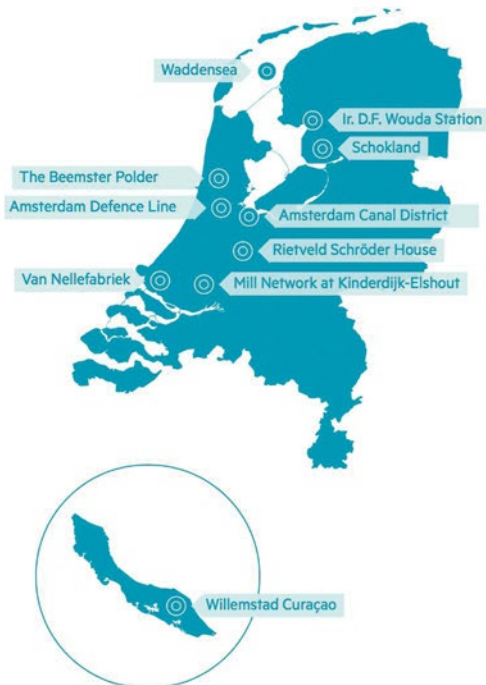 Waddensea
Ir. D.F. Wouda Station
Schokland
The Beemster Polder
Amsterdam Defence Line
Amsterdam Canal District
Rietveld Schröder House
Van Nellefabriek
Mill Network at Kinderdijk-Elshout
Willemstad Curaçao